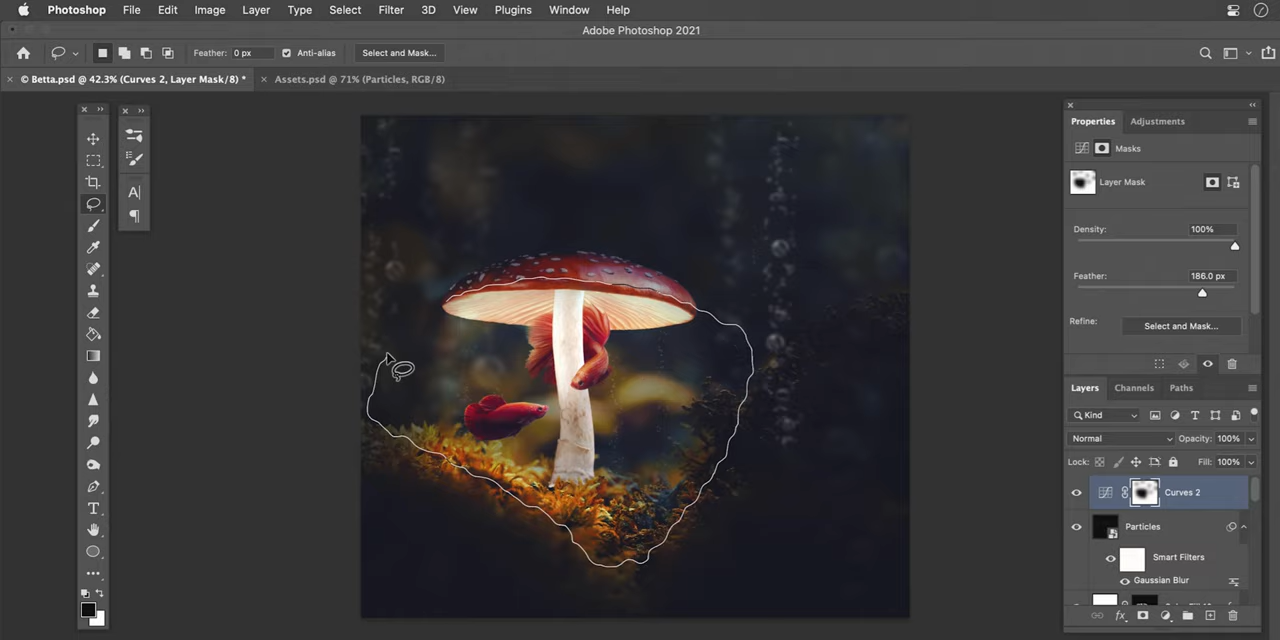 Photoshop File Edit Image Layer Type Select Filter 3D View Plugins Window Help
Adobe Photoshop 2021
Feather: 0 px Anti-alias Select and Mask...
× © Betta.psd @ 42.3% (Curves 2, Layer Mask/8) * × Assets.psd @ 71% (Particles, RGB/8)
Properties Adjustments
Masks
Layer Mask
Density: 100%
Feather: 186.0 px
Refine: Select and Mask...
Layers Channels Paths
Kind
Normal Opacity: 100%
Lock: Fill: 100%
Curves 2
Particles
Smart Filters
Gaussian Blur
fx